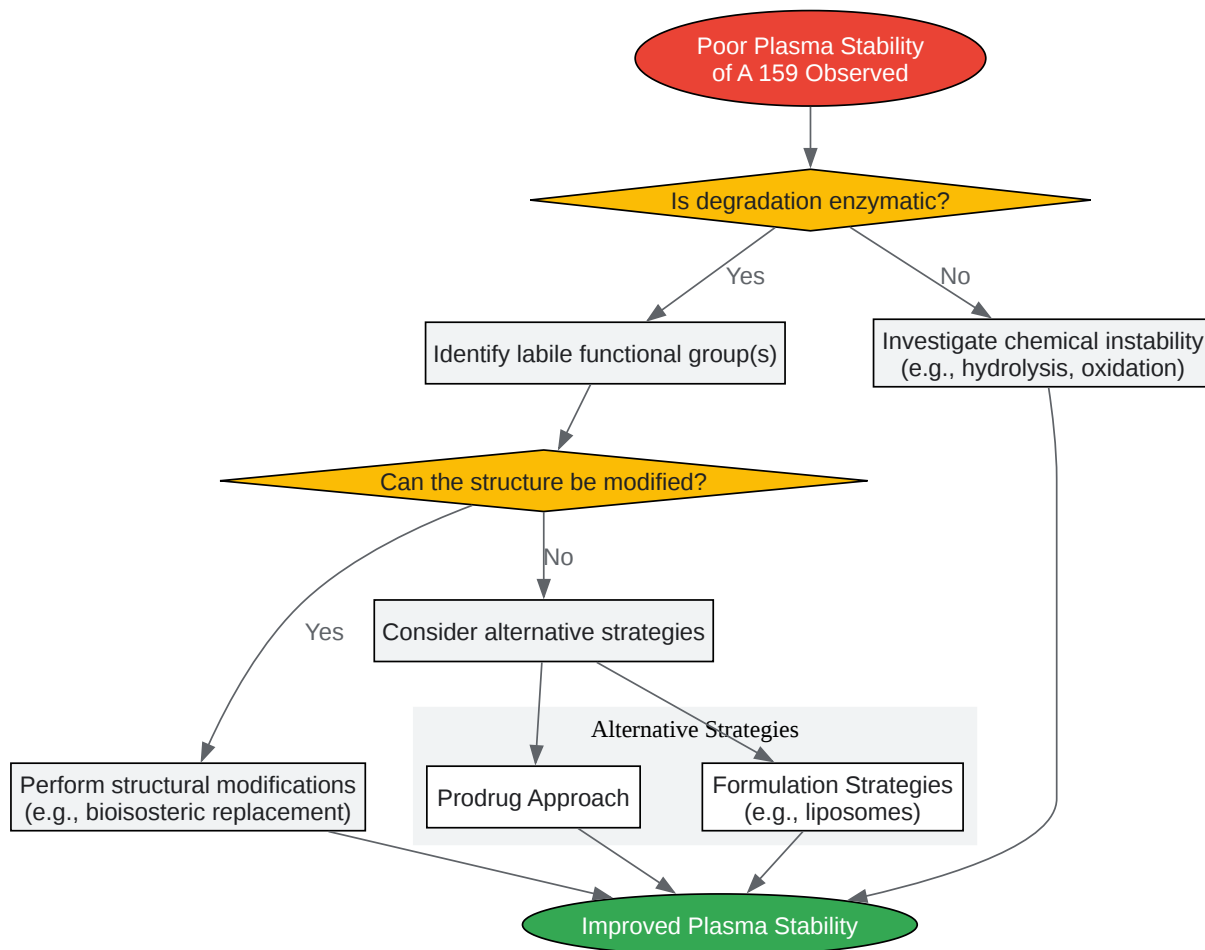 Poor Plasma Stability
of A 159 Observed
Is degradation enzymatic?
Yes
No
Identify labile functional group(s)
Investigate chemical instability
(e.g., hydrolysis, oxidation)
Can the structure be modified?
No
Yes
Consider alternative strategies
Alternative Strategies
Perform structural modifications
(e.g., bioisosteric replacement)
Prodrug Approach
Formulation Strategies
(e.g., liposomes)
Improved Plasma Stability